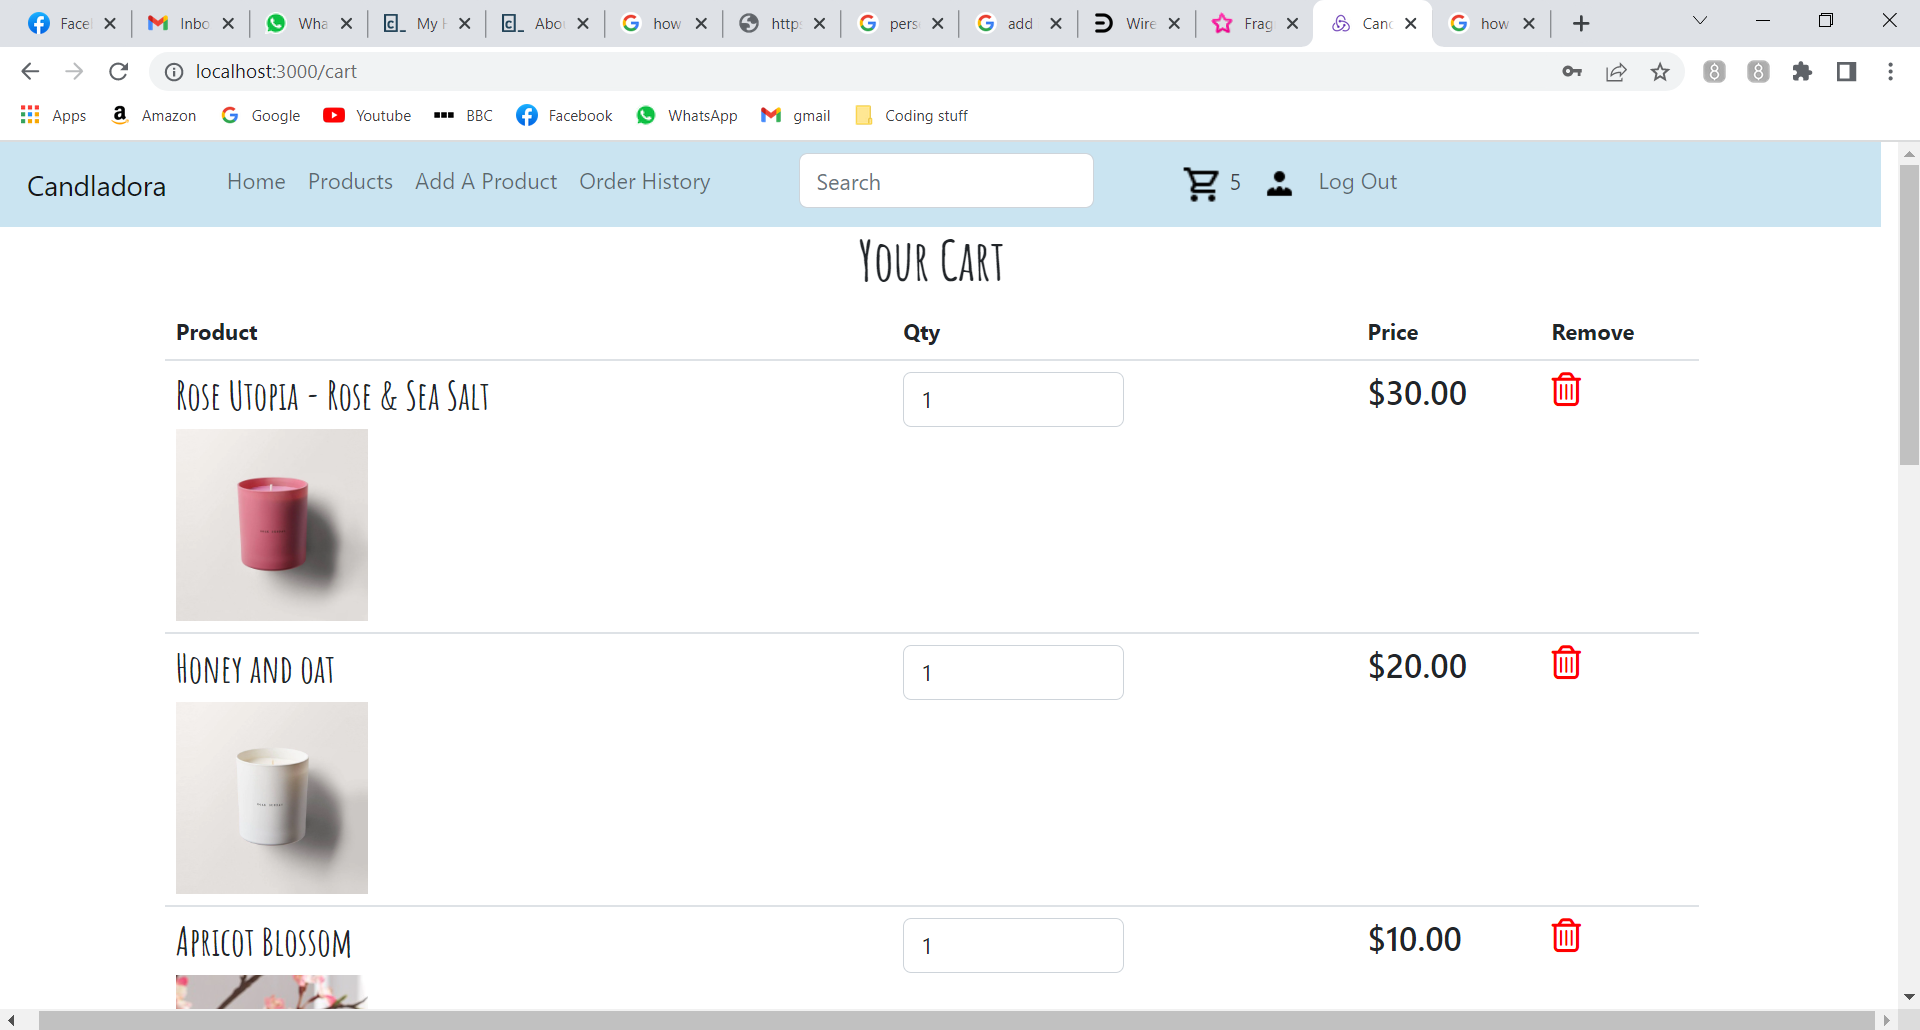 Facel Inbo Wha My H Abou how http: pers add Wire Frag Canc how
localhost:3000/cart
Apps Amazon Google Youtube BBC Facebook WhatsApp gmail Coding stuff
Candladora Home Products Add A Product Order History Search 5 Log Out
Your Cart
Product Qty Price Remove
Rose Utopia - Rose & Sea Salt 1 $30.00
Honey and oat 1 $20.00
Apricot Blossom 1 $10.00